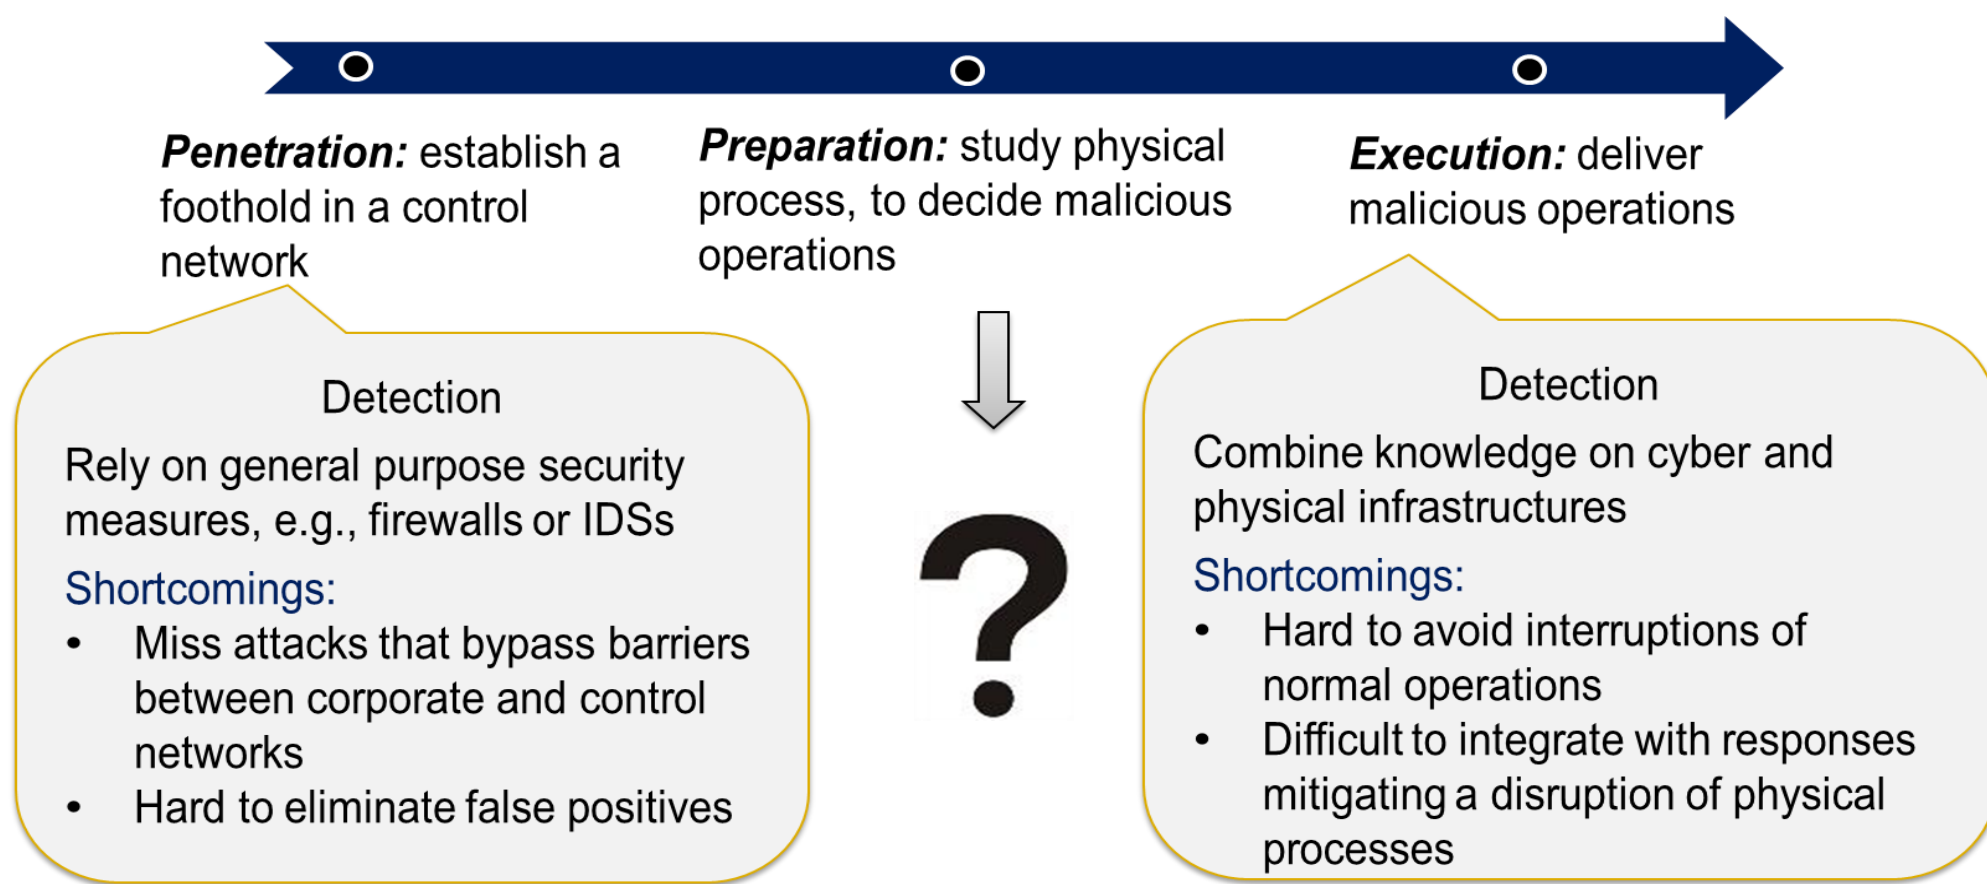 Penetration: establish a
foothold in a control
network
Preparation: study physical
process, to decide malicious
operations
Execution: deliver
malicious operations
Detection
Rely on general purpose security
measures, e.g., firewalls or IDSs
Shortcomings:
• Miss attacks that bypass barriers
between corporate and control
networks
• Hard to eliminate false positives
?
Detection
Combine knowledge on cyber and
physical infrastructures
Shortcomings:
• Hard to avoid interruptions of
normal operations
• Difficult to integrate with responses
mitigating a disruption of physical
processes